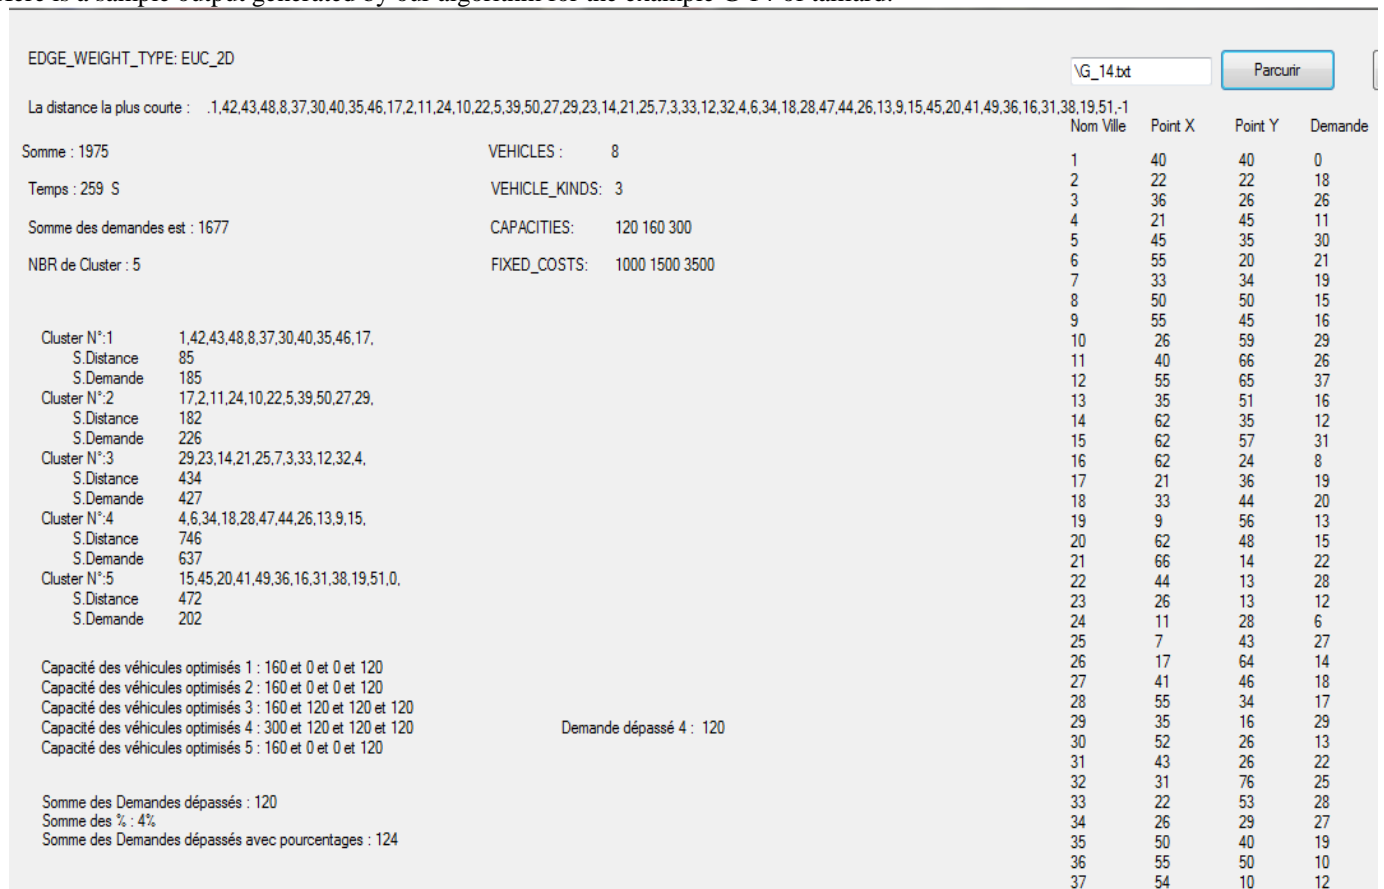 EDGE_WEIGHT_TYPE: EUC_2D
\G_14.txt Parcurir
La distance la plus courte : .1,42,43,48,8,37,30,40,35,46,17,2,11,24,10,22,5,39,50,27,29,23,14,21,25,7,3,33,12,32,4,6,34,18,28,47,44,26,13,9,15,45,20,41,49,36,16,31,38,19,51,-1
Somme : 1975
VEHICLES : 8
Temps : 259 S
VEHICLE_KINDS: 3
Somme des demandes est : 1677
CAPACITIES: 120 160 300
NBR de Cluster : 5
FIXED_COSTS: 1000 1500 3500
Cluster N°:1 1,42,43,48,8,37,30,40,35,46,17,
S.Distance 85
S.Demande 185
Cluster N°:2 17,2,11,24,10,22,5,39,50,27,29,
S.Distance 182
S.Demande 226
Cluster N°:3 29,23,14,21,25,7,3,33,12,32,4,
S.Distance 434
S.Demande 427
Cluster N°:4 4,6,34,18,28,47,44,26,13,9,15,
S.Distance 746
S.Demande 637
Cluster N°:5 15,45,20,41,49,36,16,31,38,19,51,0,
S.Distance 472
S.Demande 202
Capacité des véhicules optimisés 1 : 160 et 0 et 0 et 120
Capacité des véhicules optimisés 2 : 160 et 0 et 0 et 120
Capacité des véhicules optimisés 3 : 160 et 120 et 120 et 120
Capacité des véhicules optimisés 4 : 300 et 120 et 120 et 120 Demande dépassé 4 : 120
Capacité des véhicules optimisés 5 : 160 et 0 et 0 et 120
Somme des Demandes dépassés : 120
Somme des % : 4%
Somme des Demandes dépassés avec pourcentages : 124
Nom Ville Point X Point Y Demande
1 40 40 0
2 22 22 18
3 36 26 26
4 21 45 11
5 45 35 30
6 55 20 21
7 33 34 19
8 50 50 15
9 55 45 16
10 26 59 29
11 40 66 26
12 55 65 37
13 35 51 16
14 62 35 12
15 62 57 31
16 62 24 8
17 21 36 19
18 33 44 20
19 9 56 13
20 62 48 15
21 66 14 22
22 44 13 28
23 26 13 12
24 11 28 6
25 7 43 27
26 17 64 14
27 41 46 18
28 55 34 17
29 35 16 29
30 52 26 13
31 43 26 22
32 31 76 25
33 22 53 28
34 26 29 27
35 50 40 19
36 55 50 10
37 54 10 12